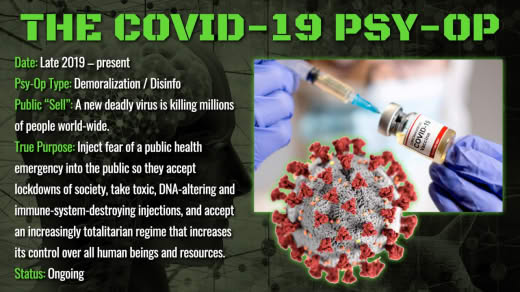 THE COVID-19 PSY-OP
Date: Late 2019 – present
Psy-Op Type: Demoralization / Disinfo
Public “Sell”: A new deadly virus is killing millions
of people world-wide.
True Purpose: Inject fear of a public health
emergency into the public so they accept
lockdowns of society, take toxic, DNA-altering and
immune-system-destroying injections, and accept
an increasingly totalitarian regime that increases
its control over all human beings and resources.
Status: Ongoing
COVID-19